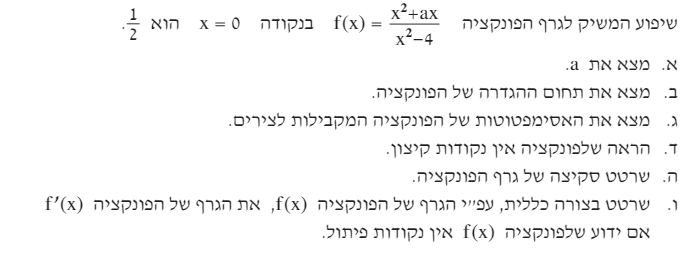 שיפוע המשיק לגרף הפונקציה f(x) = \frac{x²+ax}{x²−4} בנקודה x = 0 הוא \frac{1}{2}.
א. מצא את a.
ב. מצא את תחום ההגדרה של הפונקציה.
ג. מצא את האסימפטוטות של הפונקציה המקבילות לצירים.
ד. הראה שלפונקציה אין נקודות קיצון.
ה. שרטט סקיצה של גרף הפונקציה.
ו. שרטט בצורה כללית, עפ״י הגרף של הפונקציה f(x), את הגרף של הפונקציה f′(x)
אם ידוע שלפונקציה f(x) אין נקודות פיתול.